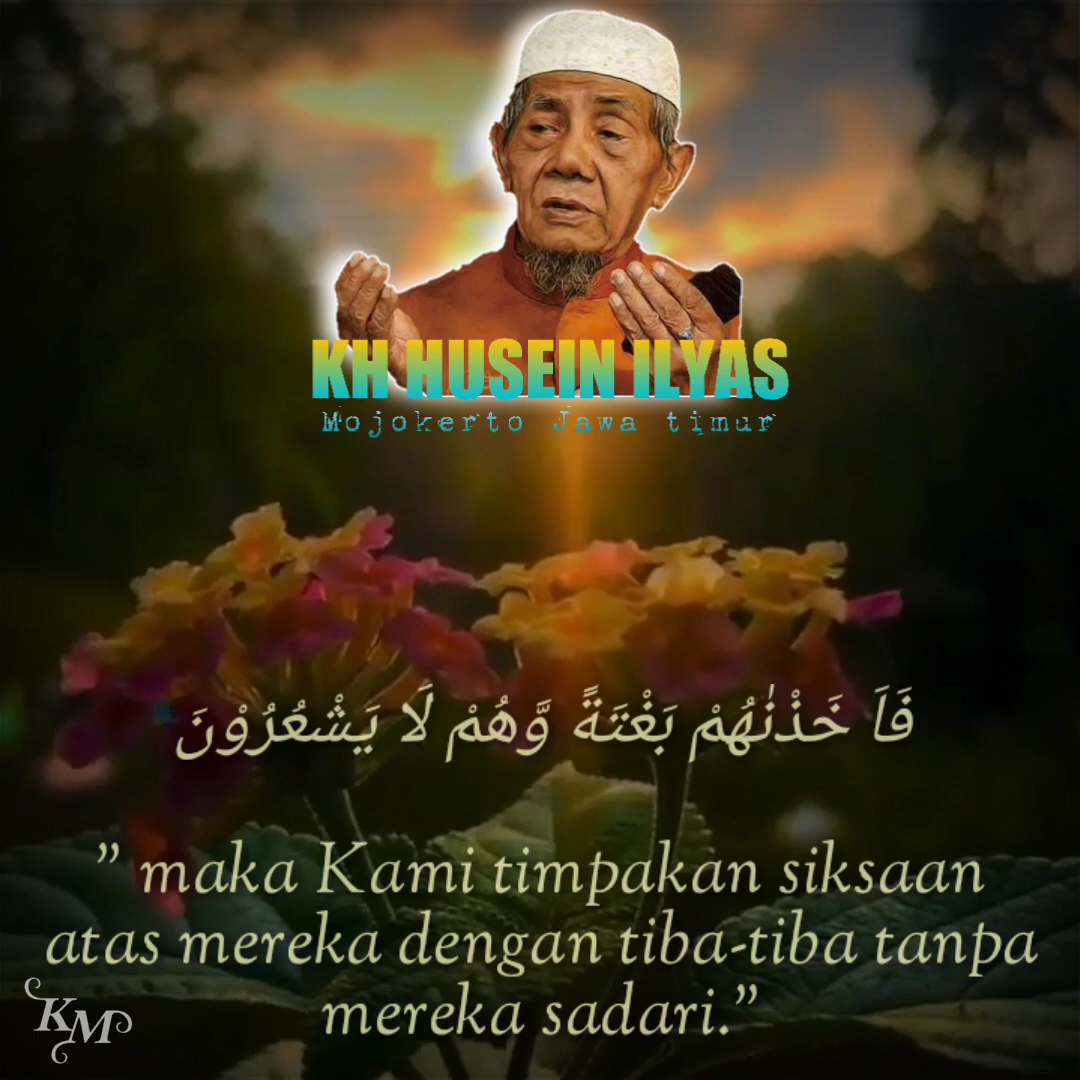 KH HUSEIN ILYAS
Mojokerto Jawa timur
فَاَ خَذْنٰهُمْ بَغْتَةً وَّهُمْ لَا يَشْعُرُوْنَ
” maka Kami timpakan siksaan
atas mereka dengan tiba-tiba tanpa
mereka sadari.”
KM